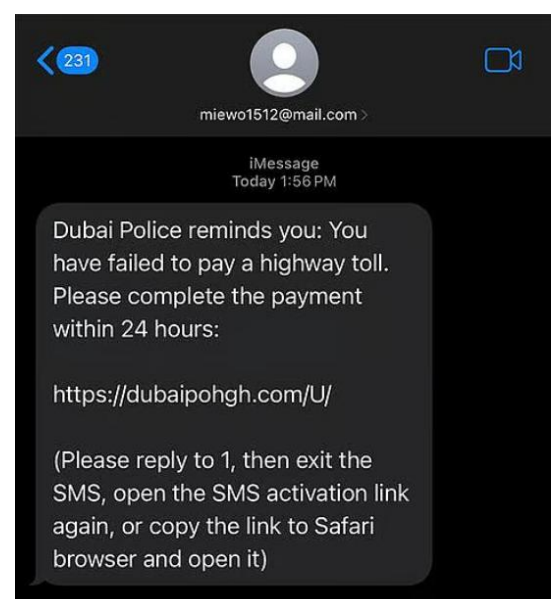 231
miewo1512@mail.com >
iMessage
Today 1:56 PM
Dubai Police reminds you: You
have failed to pay a highway toll.
Please complete the payment
within 24 hours:
https://dubaipohgh.com/U/
(Please reply to 1, then exit the
SMS, open the SMS activation link
again, or copy the link to Safari
browser and open it)